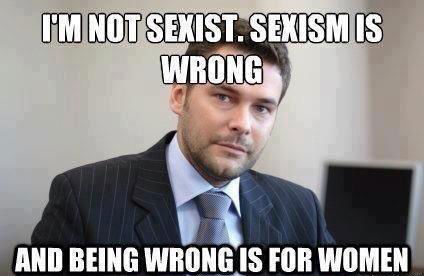 I'M NOT SEXIST. SEXISM IS
WRONG
AND BEING WRONG IS FOR WOMEN